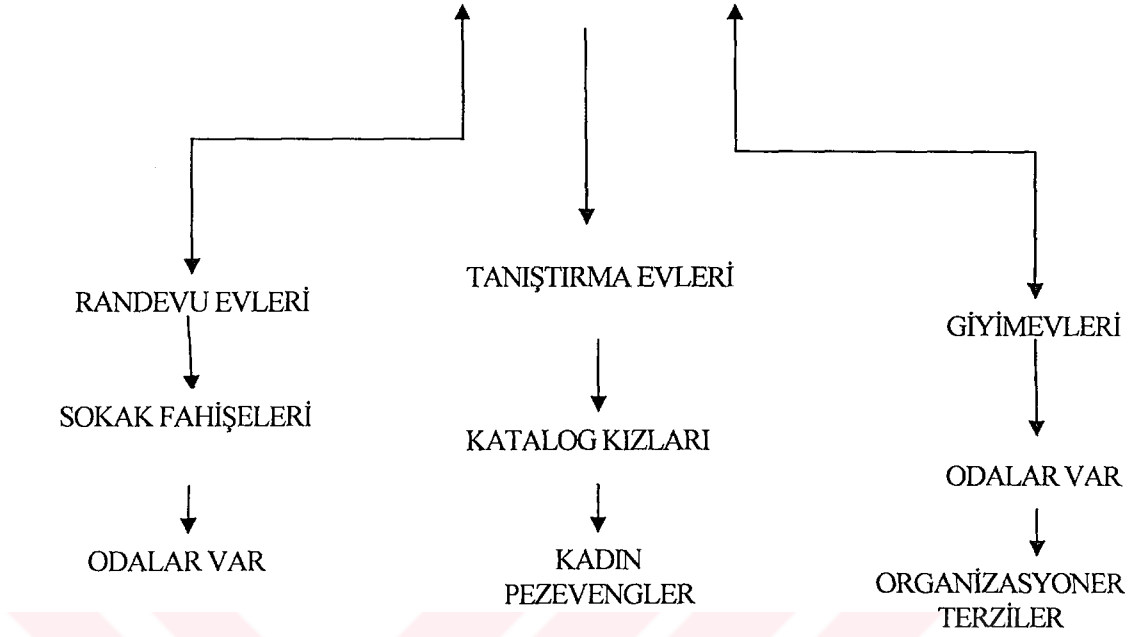 RANDEVU EVLERİ
SOKAK FAHİŞELERİ
ODALAR VAR
TANIŞTIRMA EVLERİ
KATALOG KIZLARI
KADIN
PEZEVENGLER
GİYİMEVLERİ
ODALAR VAR
ORGANİZASYONER
TERZİLER